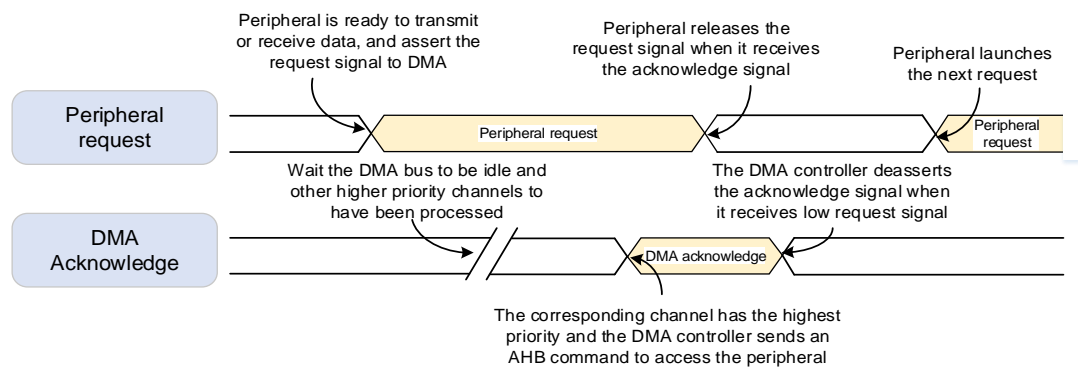 Peripheral is ready to transmit
or receive data, and assert the
request signal to DMA
Peripheral releases the
request signal when it receives
the acknowledge signal
Peripheral launches
the next request
Peripheral
request
Peripheral request
Peripheral
request
Wait the DMA bus to be idle and
other higher priority channels to
have been processed
The DMA controller deasserts
the acknowledge signal when
it receives low request signal
DMA
Acknowledge
DMA acknowledge
The corresponding channel has the highest
priority and the DMA controller sends an
AHB command to access the peripheral